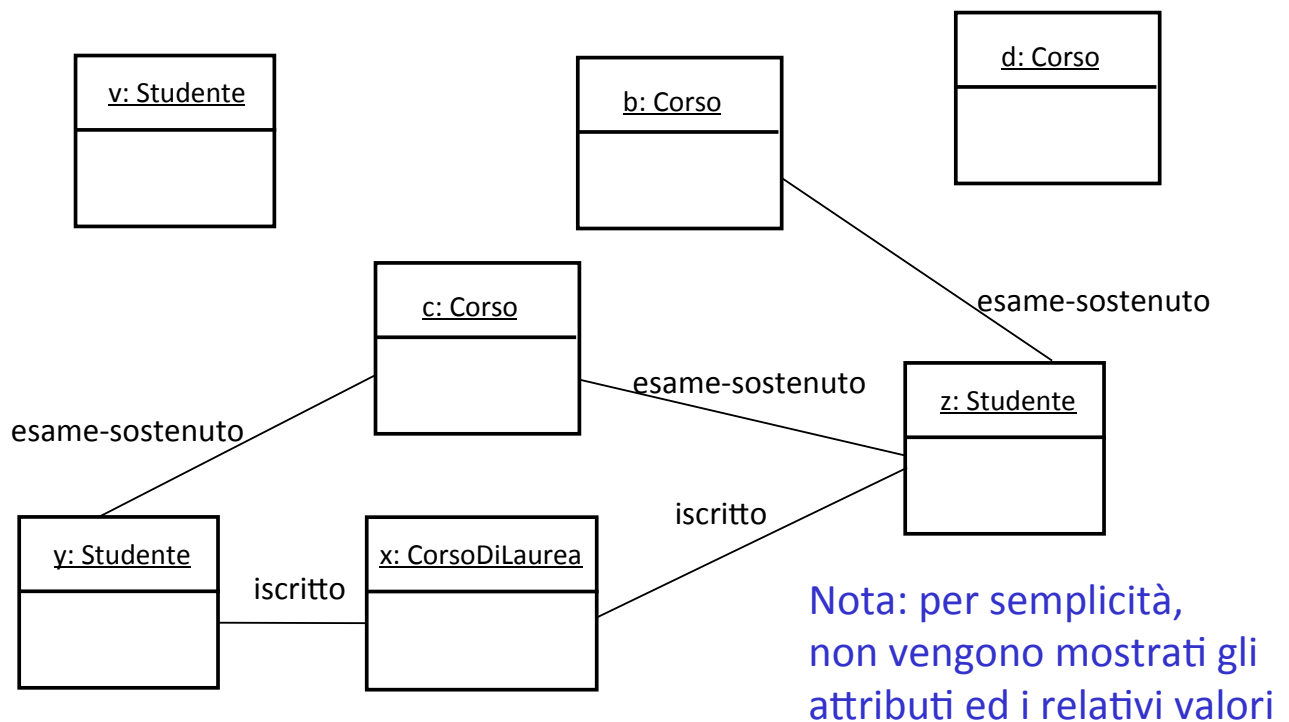 d: Corso
v: Studente
b: Corso
esame-sostenuto
c: Corso
esame-sostenuto
z: Studente
esame-sostenuto
iscritto
y: Studente
x: CorsoDiLaurea
iscritto
Nota: per semplicità,
non vengono mostrati gli
attributi ed i relativi valori